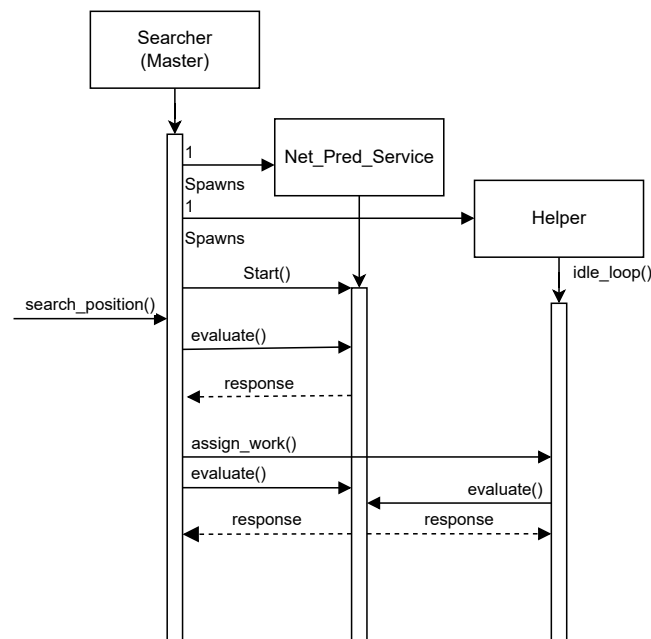 Searcher
(Master)
1
Net_Pred_Service
Spawns
1
Helper
Spawns
Start()
idle_loop()
search_position()
evaluate()
response
assign_work()
evaluate()
evaluate()
response
response